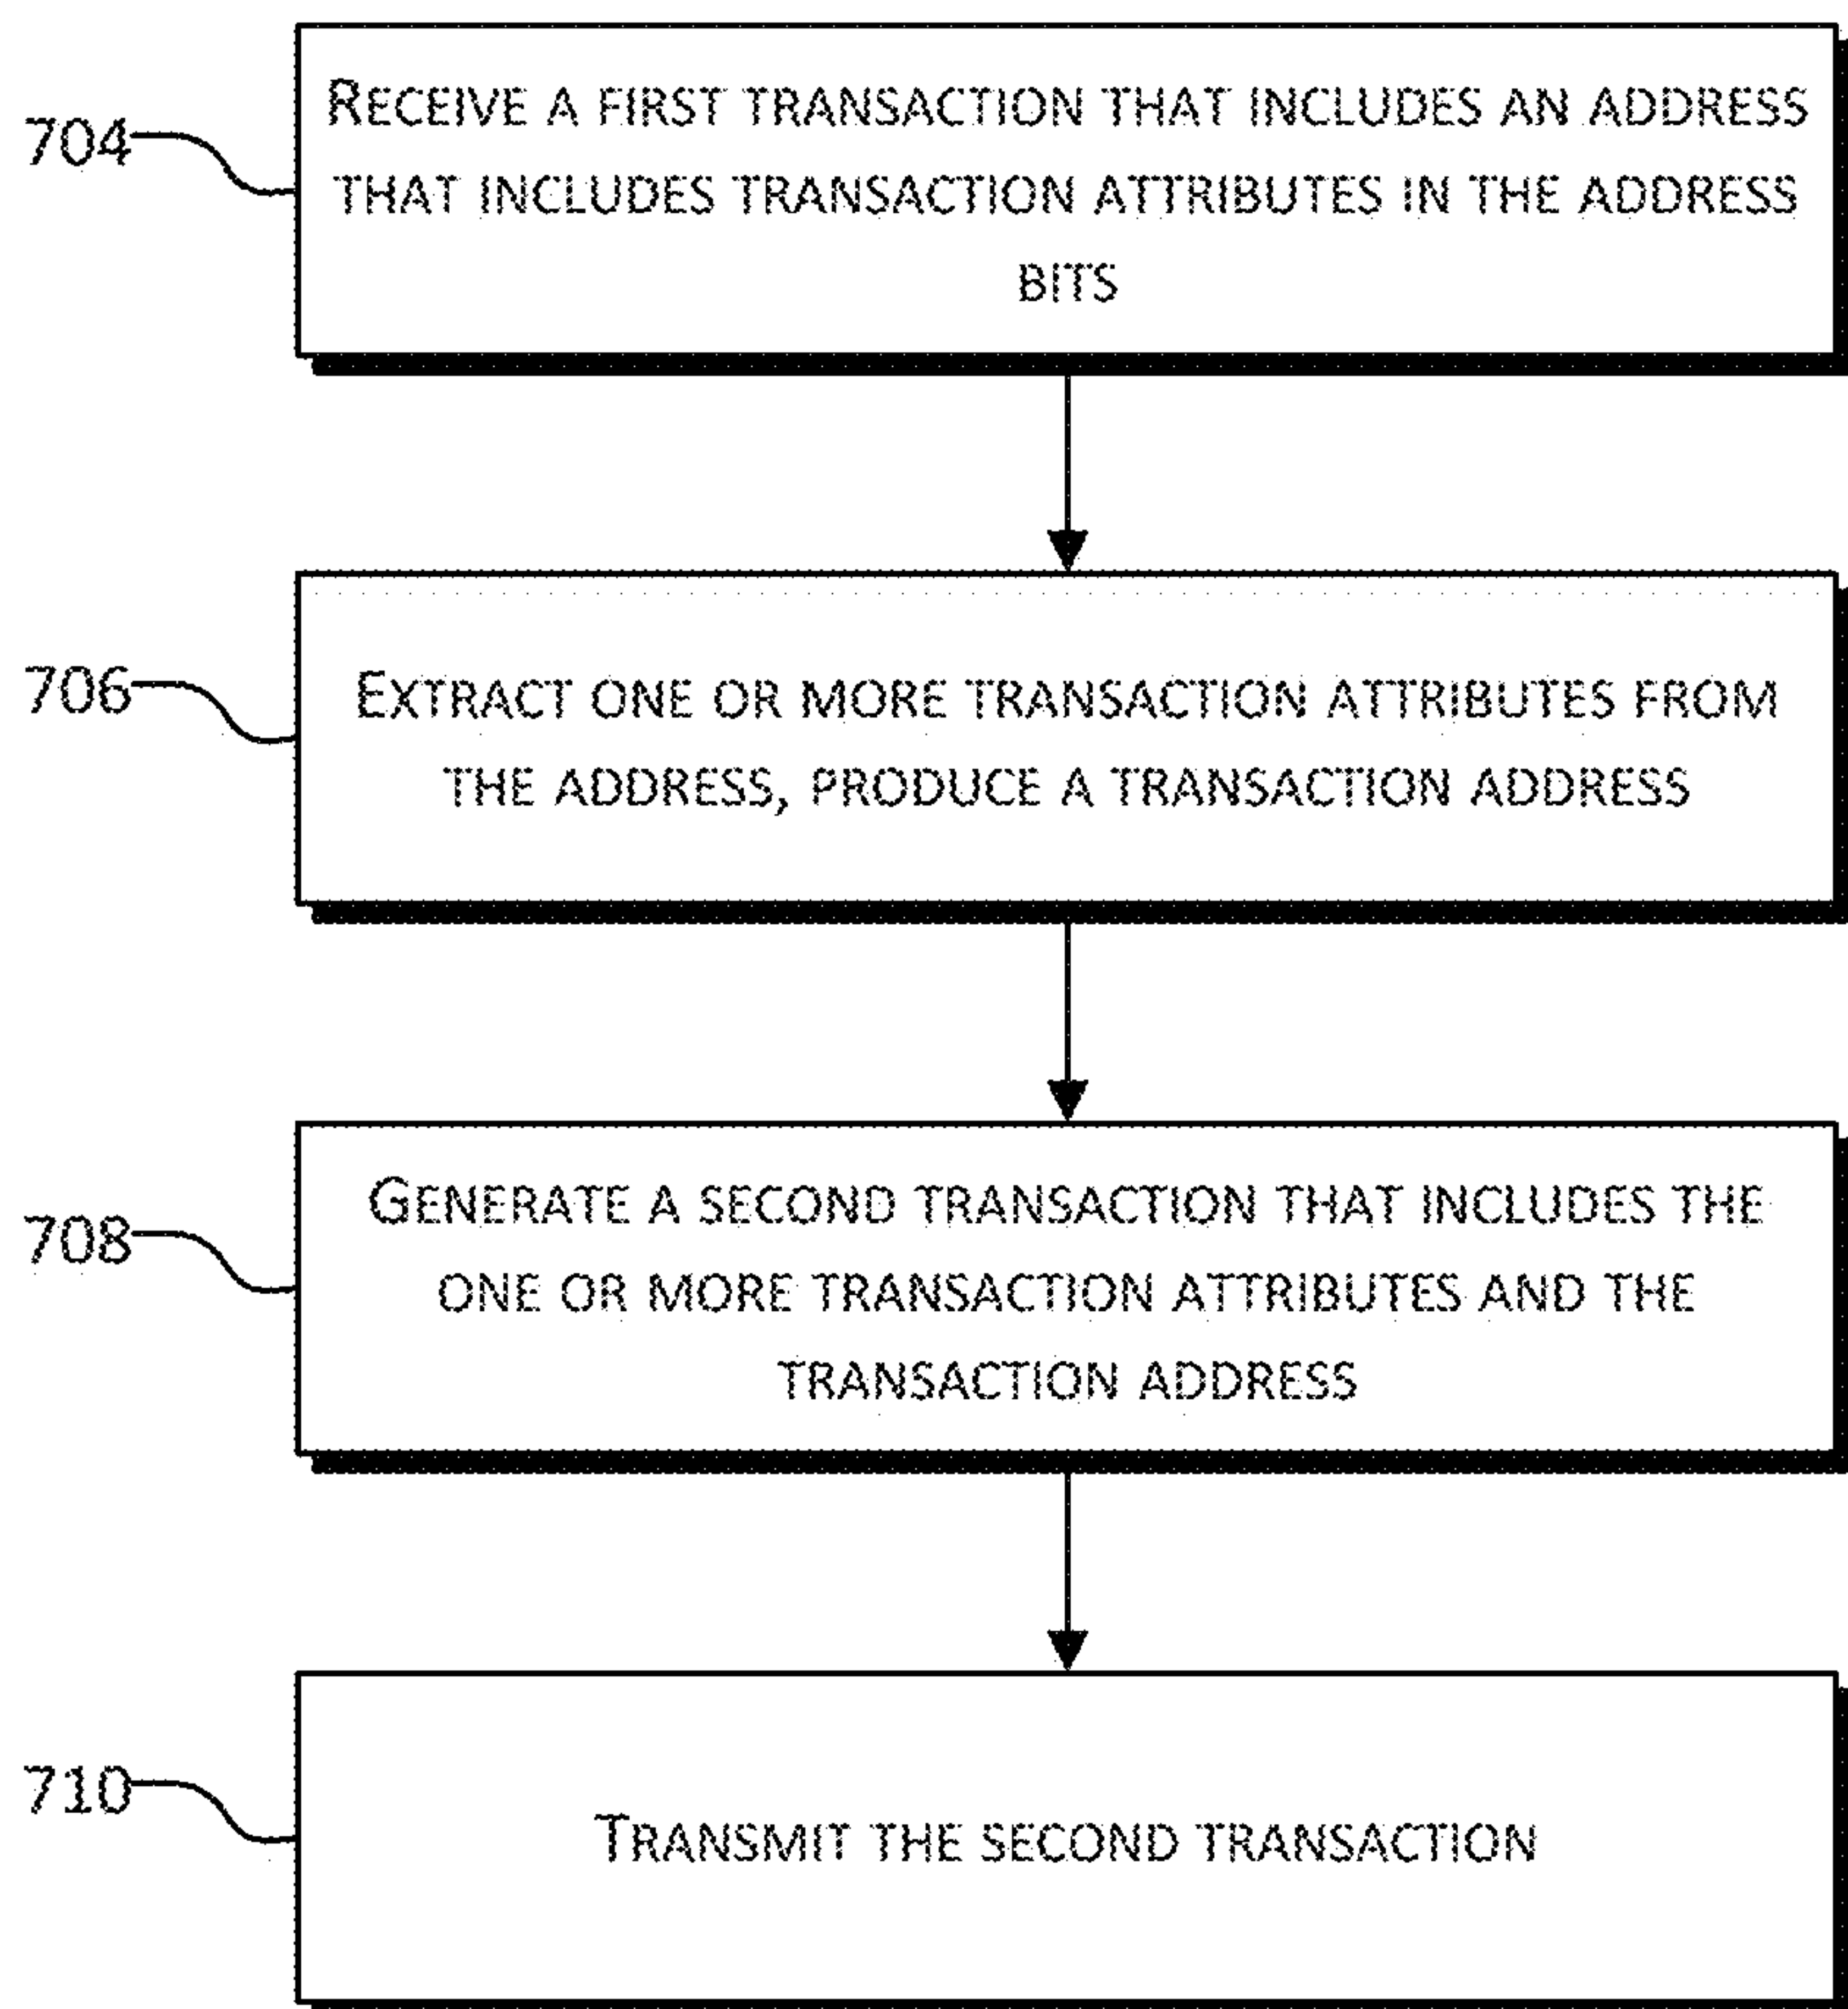 704
RECEIVE A FIRST TRANSACTION THAT INCLUDES AN ADDRESS
THAT INCLUDES TRANSACTION ATTRIBUTES IN THE ADDRESS
BITS
706
EXTRACT ONE OR MORE TRANSACTION ATTRIBUTES FROM
THE ADDRESS, PRODUCE A TRANSACTION ADDRESS
708
GENERATE A SECOND TRANSACTION THAT INCLUDES THE
ONE OR MORE TRANSACTION ATTRIBUTES AND THE
TRANSACTION ADDRESS
710
TRANSMIT THE SECOND TRANSACTION